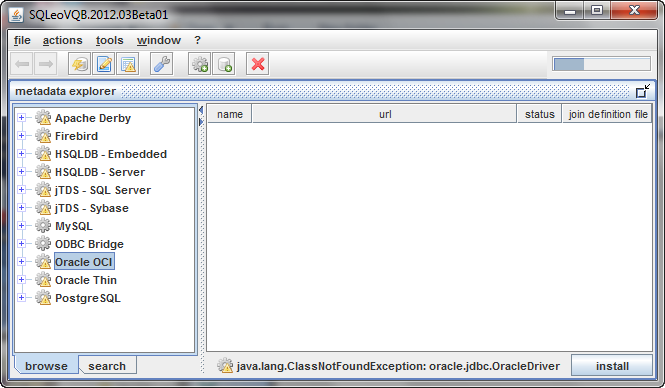 SQLeoVQB.2012.03Beta01
file actions tools window ?
metadata explorer
name url status join definition file
Apache Derby
Firebird
HSQLDB - Embedded
HSQLDB - Server
jTDS - SQL Server
jTDS - Sybase
MySQL
ODBC Bridge
Oracle OCI
Oracle Thin
PostgreSQL
browse search
java.lang.ClassNotFoundException: oracle.jdbc.OracleDriver install